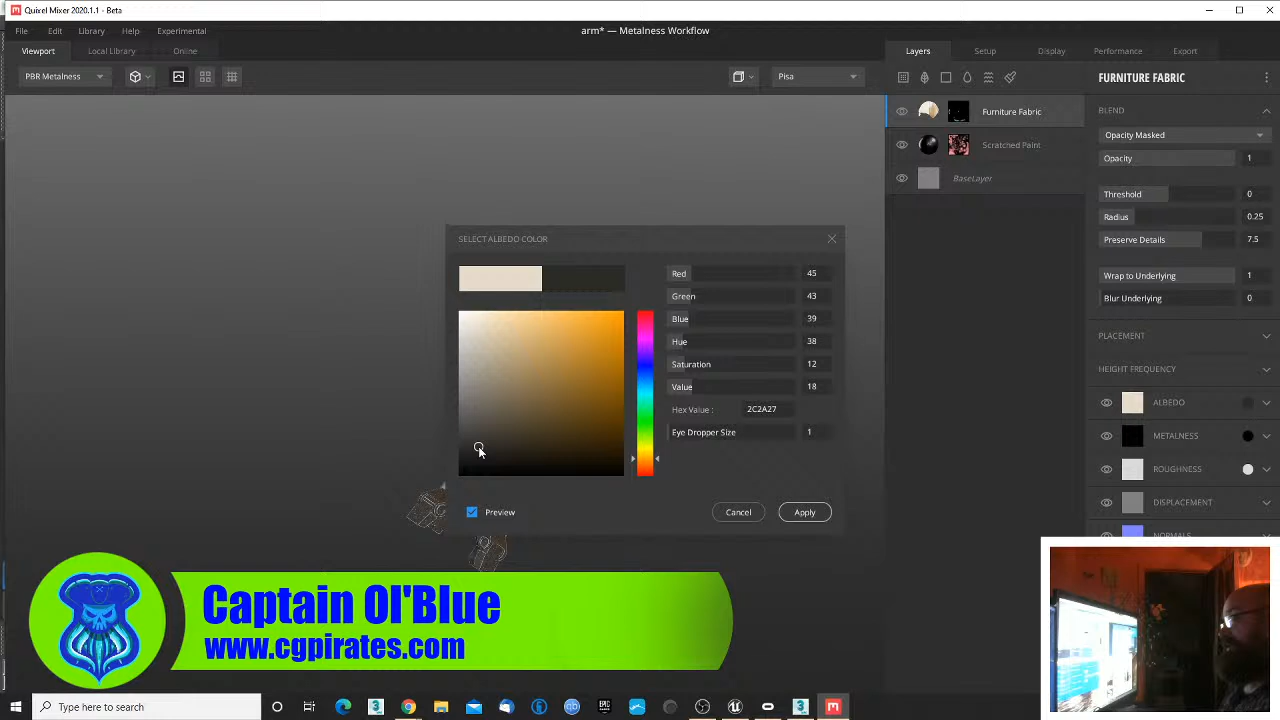 Quixel Mixer 2020.1.1 - Beta
File Edit Library Help Experimental
arm* — Metalness Workflow
Viewport Local Library Online
Layers Setup Display Performance Export
PBR Metalness
Pisa
FURNITURE FABRIC
Furniture Fabric
Scratched Paint
BaseLayer
BLEND
Opacity Masked
Opacity 1
Threshold 0
Radius 0.25
Preserve Details 7.5
Wrap to Underlying 1
Blur Underlying 0
PLACEMENT
HEIGHT FREQUENCY
ALBEDO
METALNESS
ROUGHNESS
DISPLACEMENT
NORMALS
SELECT ALBEDO COLOR
Red 45
Green 43
Blue 39
Hue 38
Saturation 12
Value 18
Hex Value : 2C2A27
Eye Dropper Size 1
Preview
Cancel Apply
Captain Ol'Blue
www.cgpirates.com
Type here to search